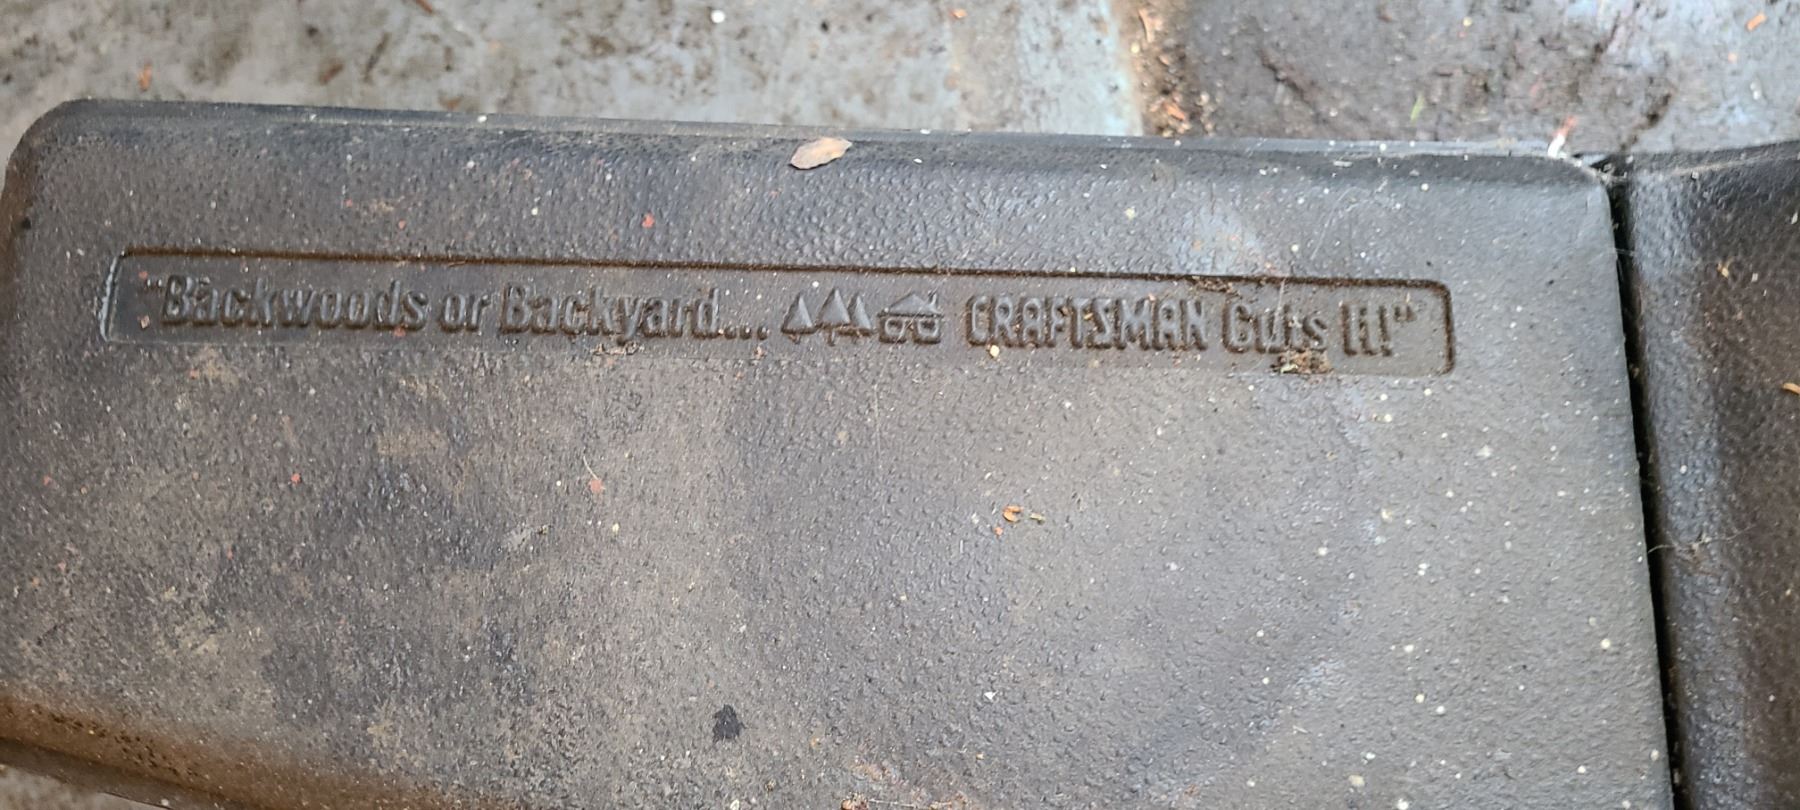 "Backwoods or Backyard... CRAFTSMAN Cuts It!"